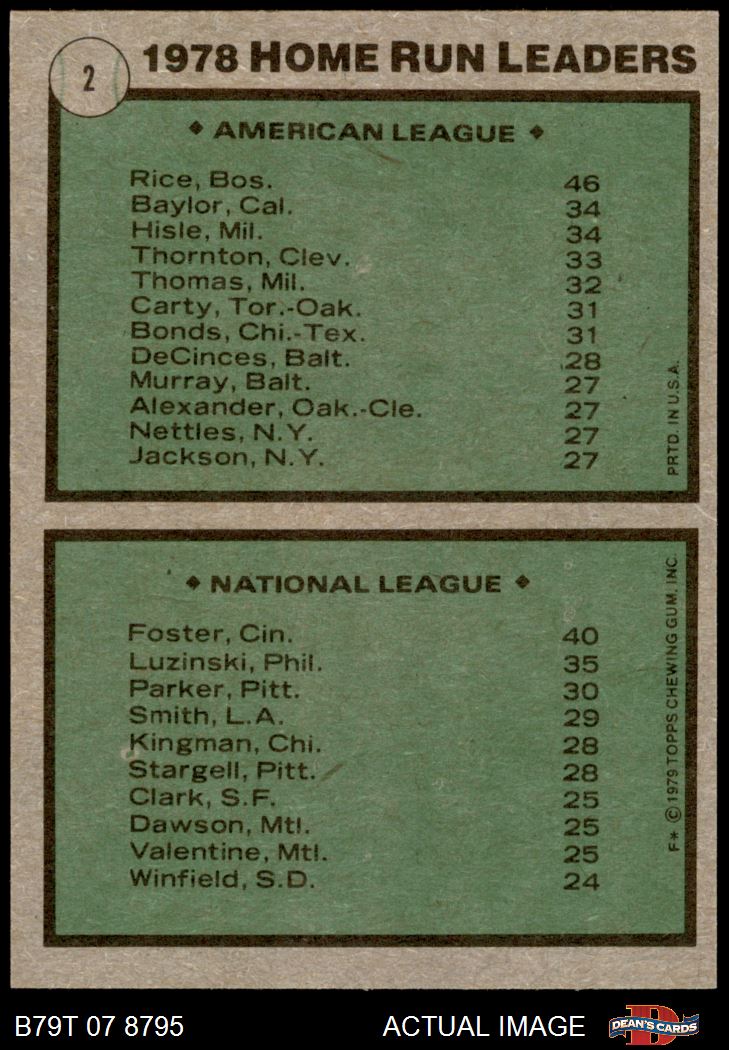 2
1978 HOME RUN LEADERS
♦ AMERICAN LEAGUE ♦
Rice, Bos. 46
Baylor, Cal. 34
Hisle, Mil. 34
Thornton, Clev. 33
Thomas, Mil. 32
Carty, Tor.-Oak. 31
Bonds, Chi.-Tex. 31
DeCinces, Balt. 28
Murray, Balt. 27
Alexander, Oak.-Cle. 27
Nettles, N.Y. 27
Jackson, N.Y. 27
PRTD. IN U.S.A.
♦ NATIONAL LEAGUE ♦
Foster, Cin. 40
Luzinski, Phil. 35
Parker, Pitt. 30
Smith, L.A. 29
Kingman, Chi. 28
Stargell, Pitt. 28
Clark, S.F. 25
Dawson, Mtl. 25
Valentine, Mtl. 25
Winfield, S.D. 24
F* © 1979 TOPPS CHEWING GUM, INC.
B79T 07 8795
ACTUAL IMAGE
D
DEAN'S CARDS